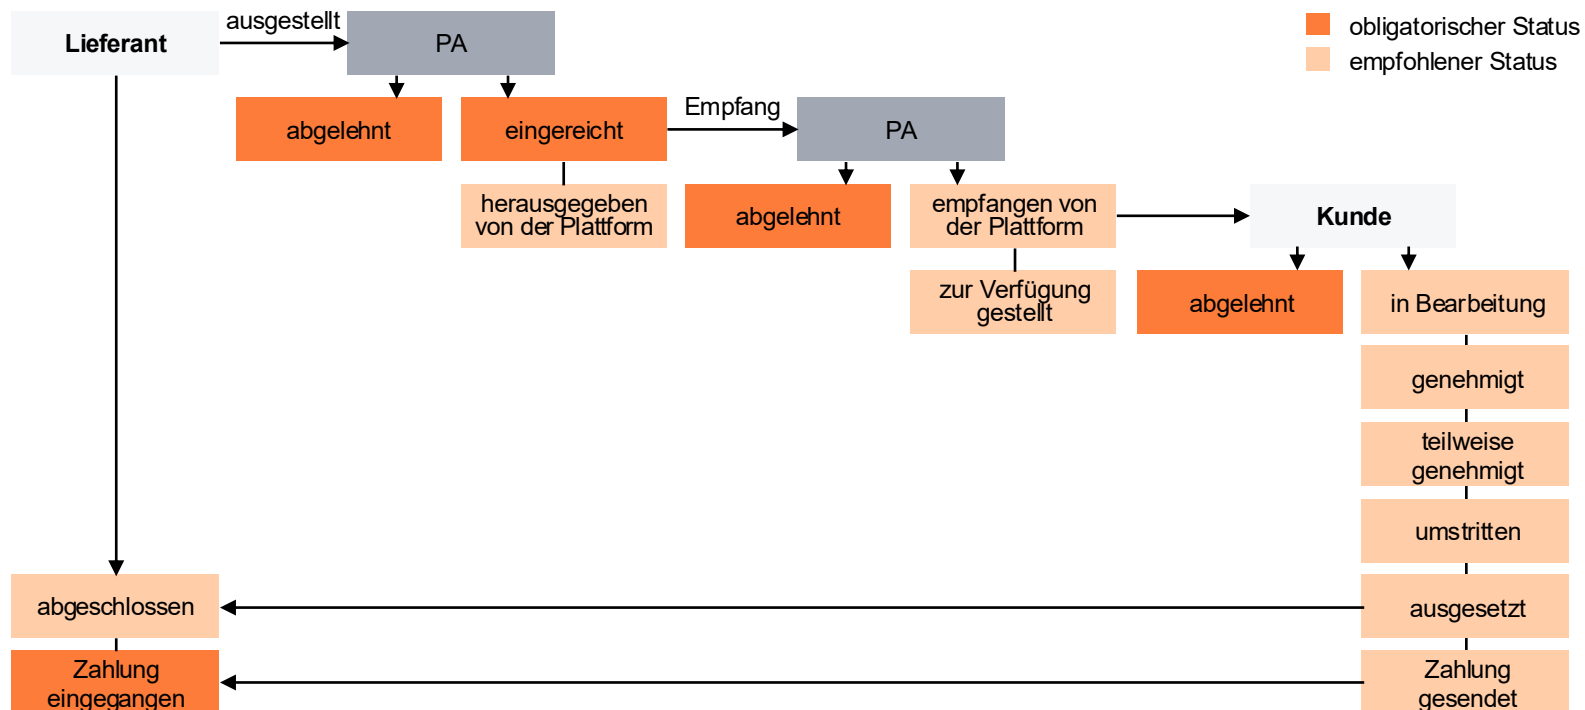 ausgestellt
Lieferant
PA
obligatorischer Status
empfohlener Status
abgelehnt
eingereicht
Empfang
PA
herausgegeben
von der Plattform
abgelehnt
empfangen von
der Plattform
Kunde
zur Verfügung
gestellt
abgelehnt
in Bearbeitung
genehmigt
teilweise
genehmigt
umstritten
abgeschlossen
ausgesetzt
Zahlung
eingegangen
Zahlung
gesendet